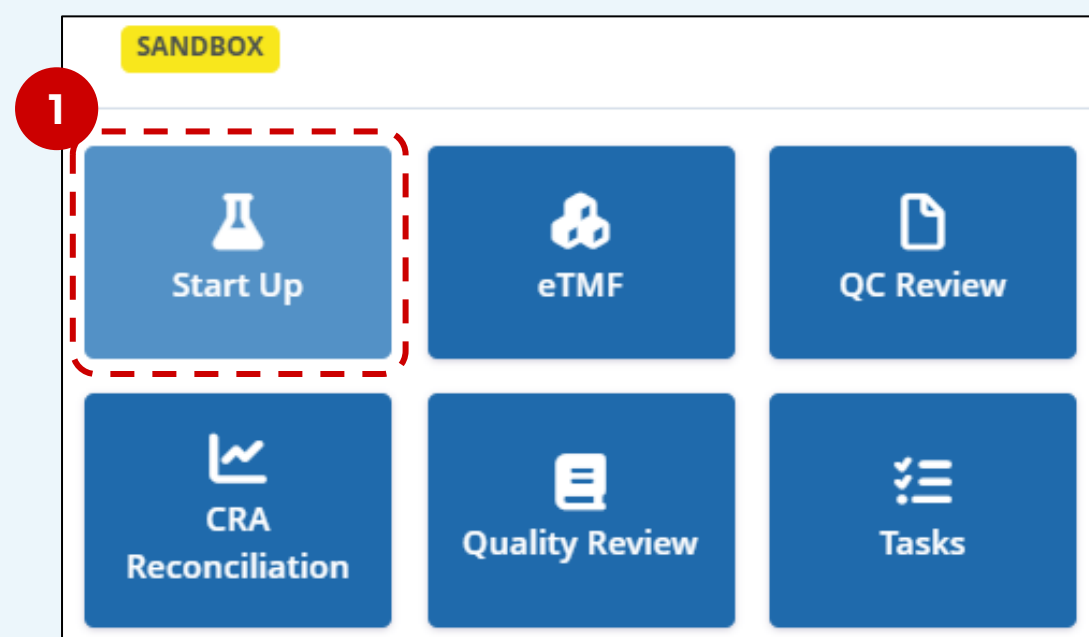 SANDBOX
1
Start Up
eTMF
QC Review
CRA
Reconciliation
Quality Review
Tasks